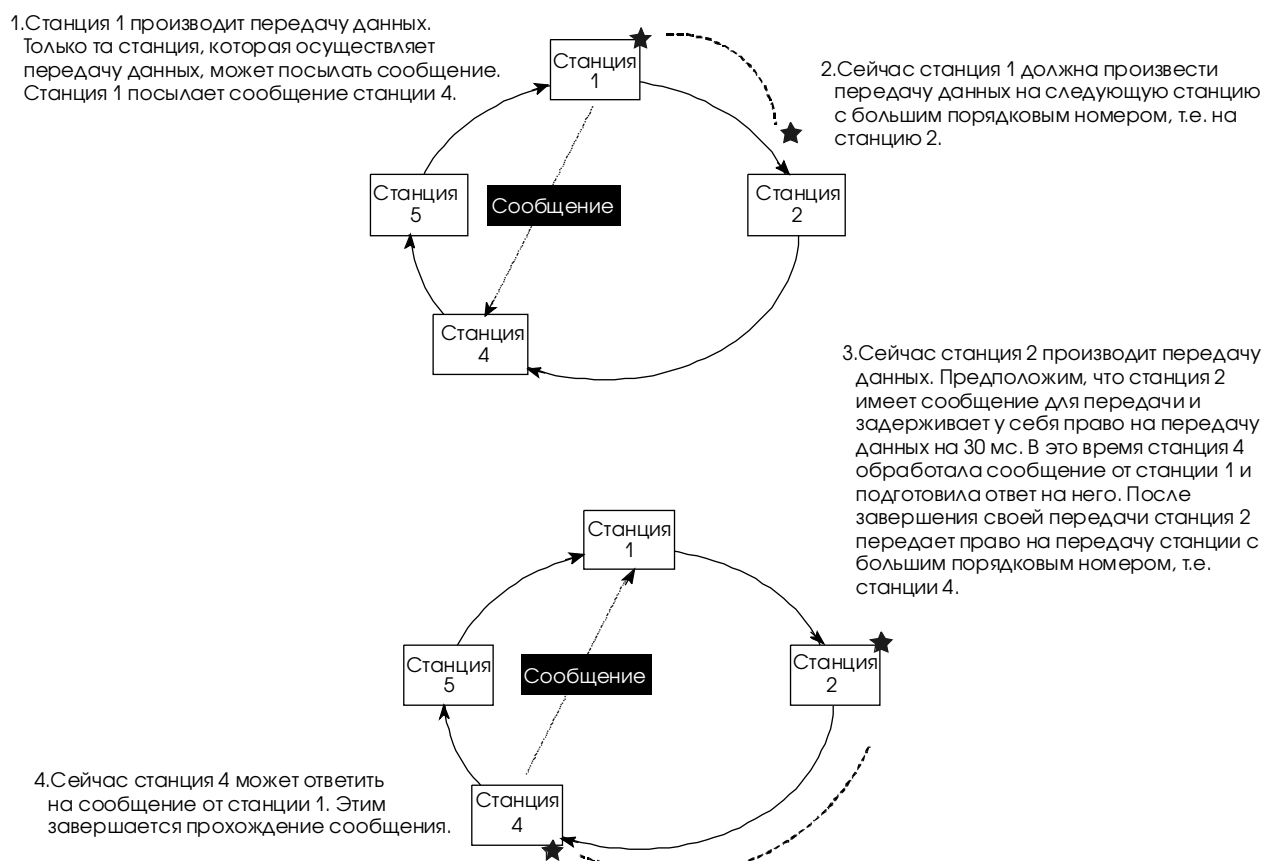 1.Станция 1 производит передачу данных.
Только та станция, которая осуществляет
передачу данных, может посылать сообщение.
Станция 1 посылает сообщение станции 4.
Станция
1
2.Сейчас станция 1 должна произвести
передачу данных на следующую станцию
с большим порядковым номером, т.е. на
станцию 2.
Станция
5
Сообщение
Станция
2
Станция
4
3.Сейчас станция 2 производит передачу
данных. Предположим, что станция 2
имеет сообщение для передачи и
задерживает у себя право на передачу
данных на 30 мс. В это время станция 4
обработала сообщение от станции 1 и
подготовила ответ на него. После
завершения своей передачи станция 2
передает право на передачу станции с
большим порядковым номером, т.е.
станции 4.
Станция
1
Станция
5
Сообщение
Станция
2
4.Сейчас станция 4 может ответить
на сообщение от станции 1. Этим
завершается прохождение сообщения.
Станция
4